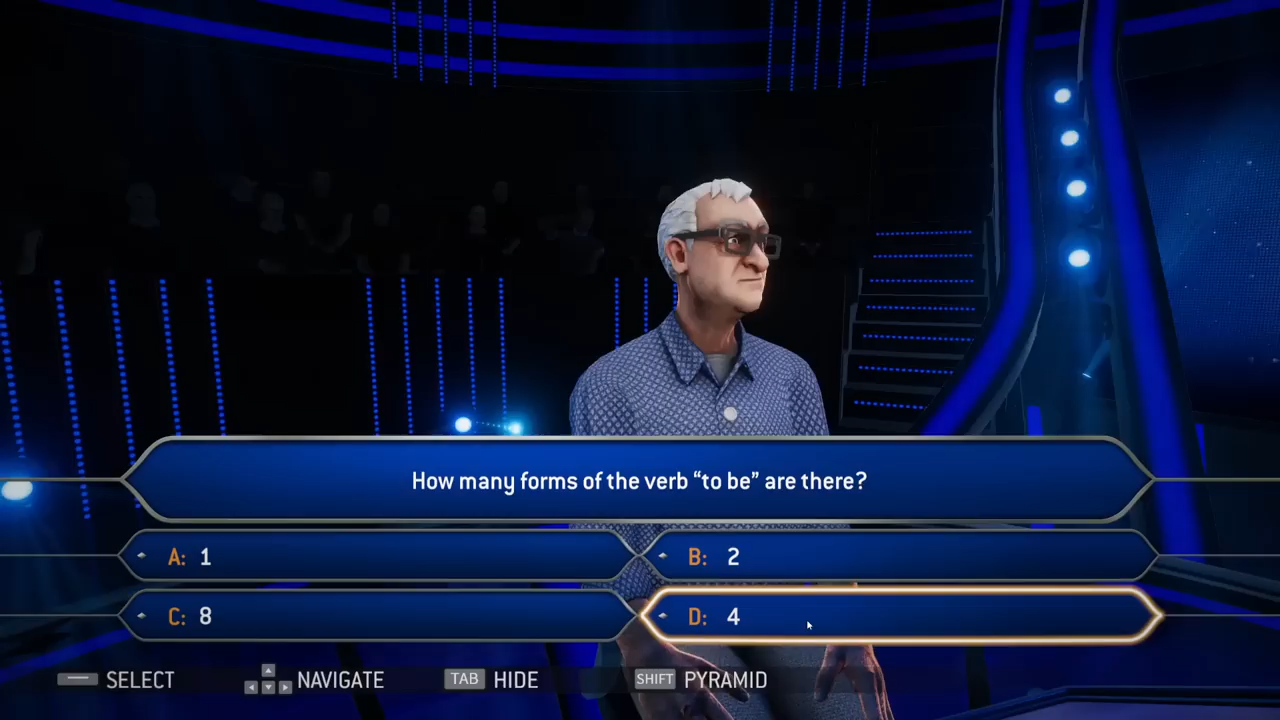 How many forms of the verb “to be” are there?
A: 1
B: 2
C: 8
D: 4
SELECT
NAVIGATE
TAB HIDE
SHIFT PYRAMID